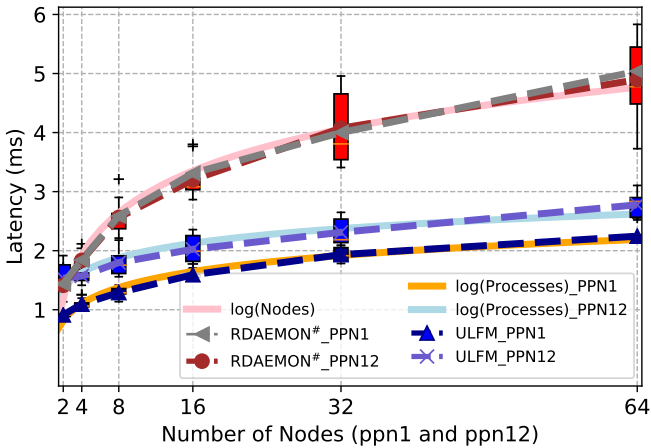 6
5
4
3
2
1
Latency (ms)
log(Nodes)
RDAEMON#_PPN1
RDAEMON#_PPN12
log(Processes)_PPN1
log(Processes)_PPN12
ULFM_PPN1
ULFM_PPN12
2 4 8 16 32 64
Number of Nodes (ppn1 and ppn12)